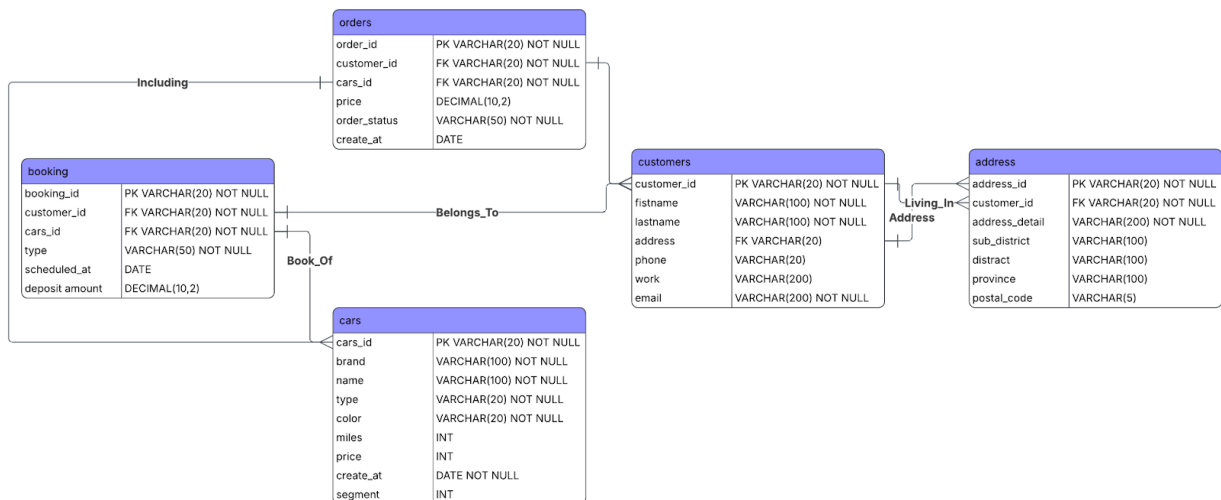 orders
order_id PK VARCHAR(20) NOT NULL
customer_id FK VARCHAR(20) NOT NULL
cars_id FK VARCHAR(20) NOT NULL
price DECIMAL(10,2)
order_status VARCHAR(50) NOT NULL
create_at DATE
Including
booking
booking_id PK VARCHAR(20) NOT NULL
customer_id FK VARCHAR(20) NOT NULL
cars_id FK VARCHAR(20) NOT NULL
type VARCHAR(50) NOT NULL
scheduled_at DATE
deposit amount DECIMAL(10,2)
Belongs_To
Book_Of
customers
customer_id PK VARCHAR(20) NOT NULL
fistname VARCHAR(100) NOT NULL
lastname VARCHAR(100) NOT NULL
address FK VARCHAR(20)
phone VARCHAR(20)
work VARCHAR(200)
email VARCHAR(200) NOT NULL
Living_In
Address
address
address_id PK VARCHAR(20) NOT NULL
customer_id FK VARCHAR(20) NOT NULL
address_detail VARCHAR(200) NOT NULL
sub_district VARCHAR(100)
distract VARCHAR(100)
province VARCHAR(100)
postal_code VARCHAR(5)
cars
cars_id PK VARCHAR(20) NOT NULL
brand VARCHAR(100) NOT NULL
name VARCHAR(100) NOT NULL
type VARCHAR(20) NOT NULL
color VARCHAR(20) NOT NULL
miles INT
price INT
create_at DATE NOT NULL
segment INT